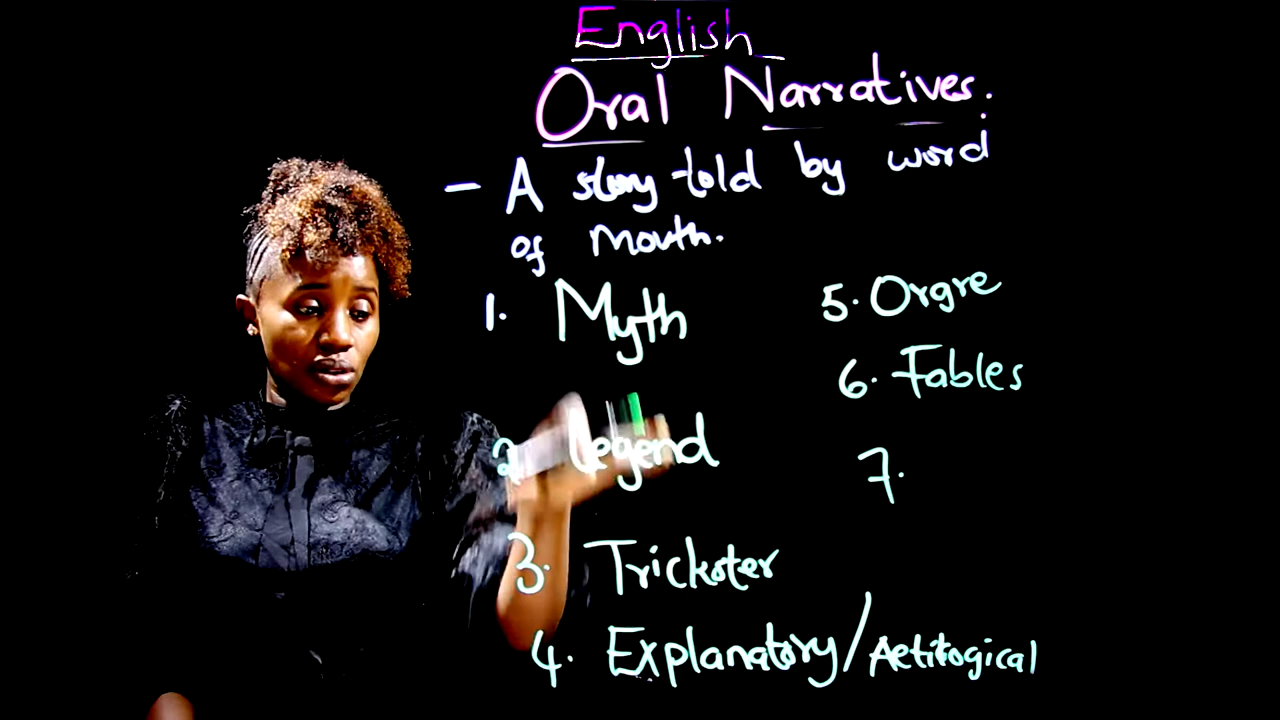 English
Oral Narratives.
- A story told by word
of mouth.
1. Myth
2. Legend
3. Trickster
4. Explanatory/Aetitogical
5. Orgre
6. Fables
7.